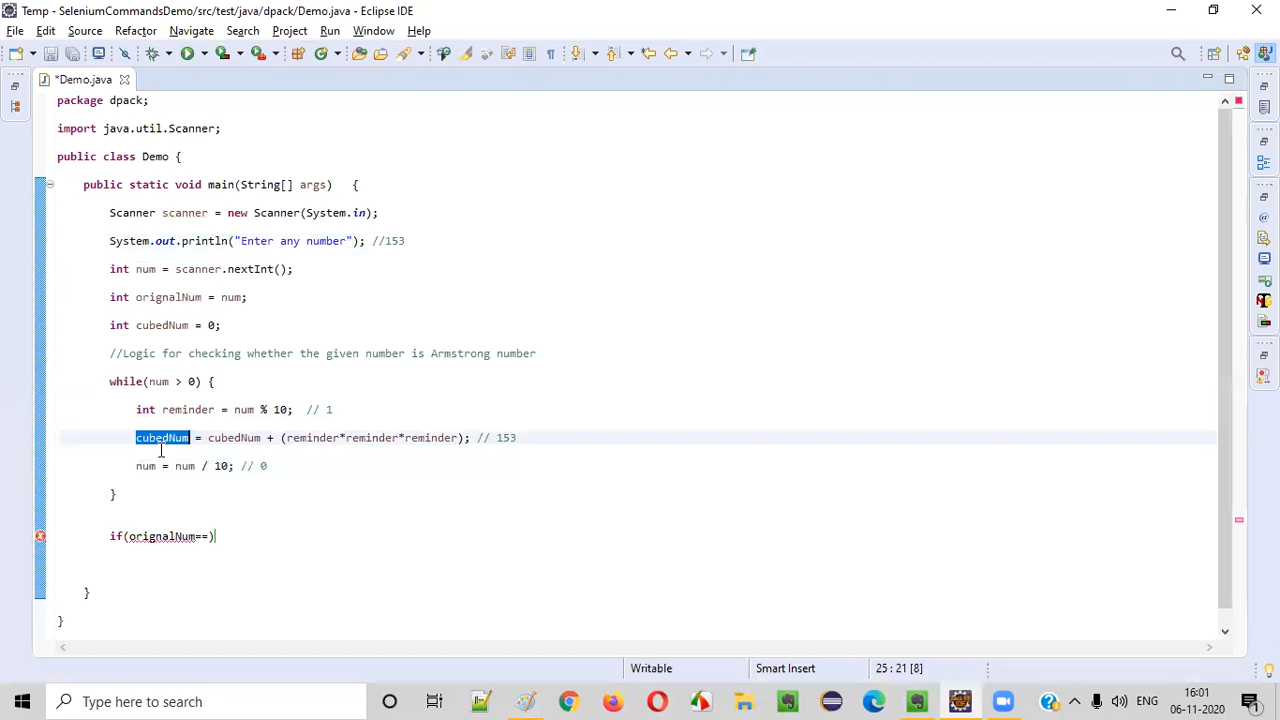 Temp - SeleniumCommandsDemo/src/test/java/dpack/Demo.java - Eclipse IDE
File Edit Source Refactor Navigate Search Project Run Window Help
*Demo.java
package dpack;
import java.util.Scanner;
public class Demo {
public static void main(String[] args) {
Scanner scanner = new Scanner(System.in);
System.out.println("Enter any number"); //153
int num = scanner.nextInt();
int orignalNum = num;
int cubedNum = 0;
//Logic for checking whether the given number is Armstrong number
while(num > 0) {
int reminder = num % 10; // 1
cubedNum = cubedNum + (reminder*reminder*reminder); // 153
num = num / 10; // 0
}
if(orignalNum==)
}
}
Writable Smart Insert 25 : 21 [8]
Type here to search
ENG 16:01
06-11-2020